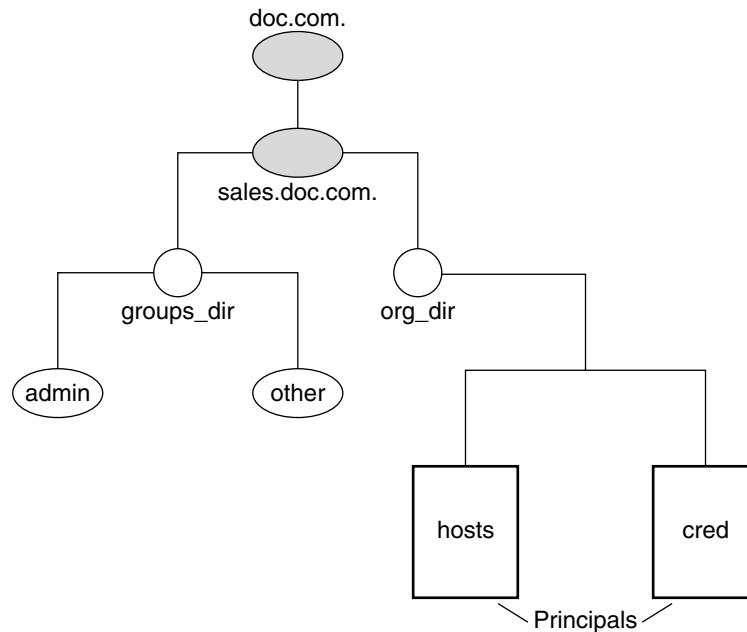 doc.com.
sales.doc.com.
groups_dir
org_dir
admin
other
hosts
cred
Principals